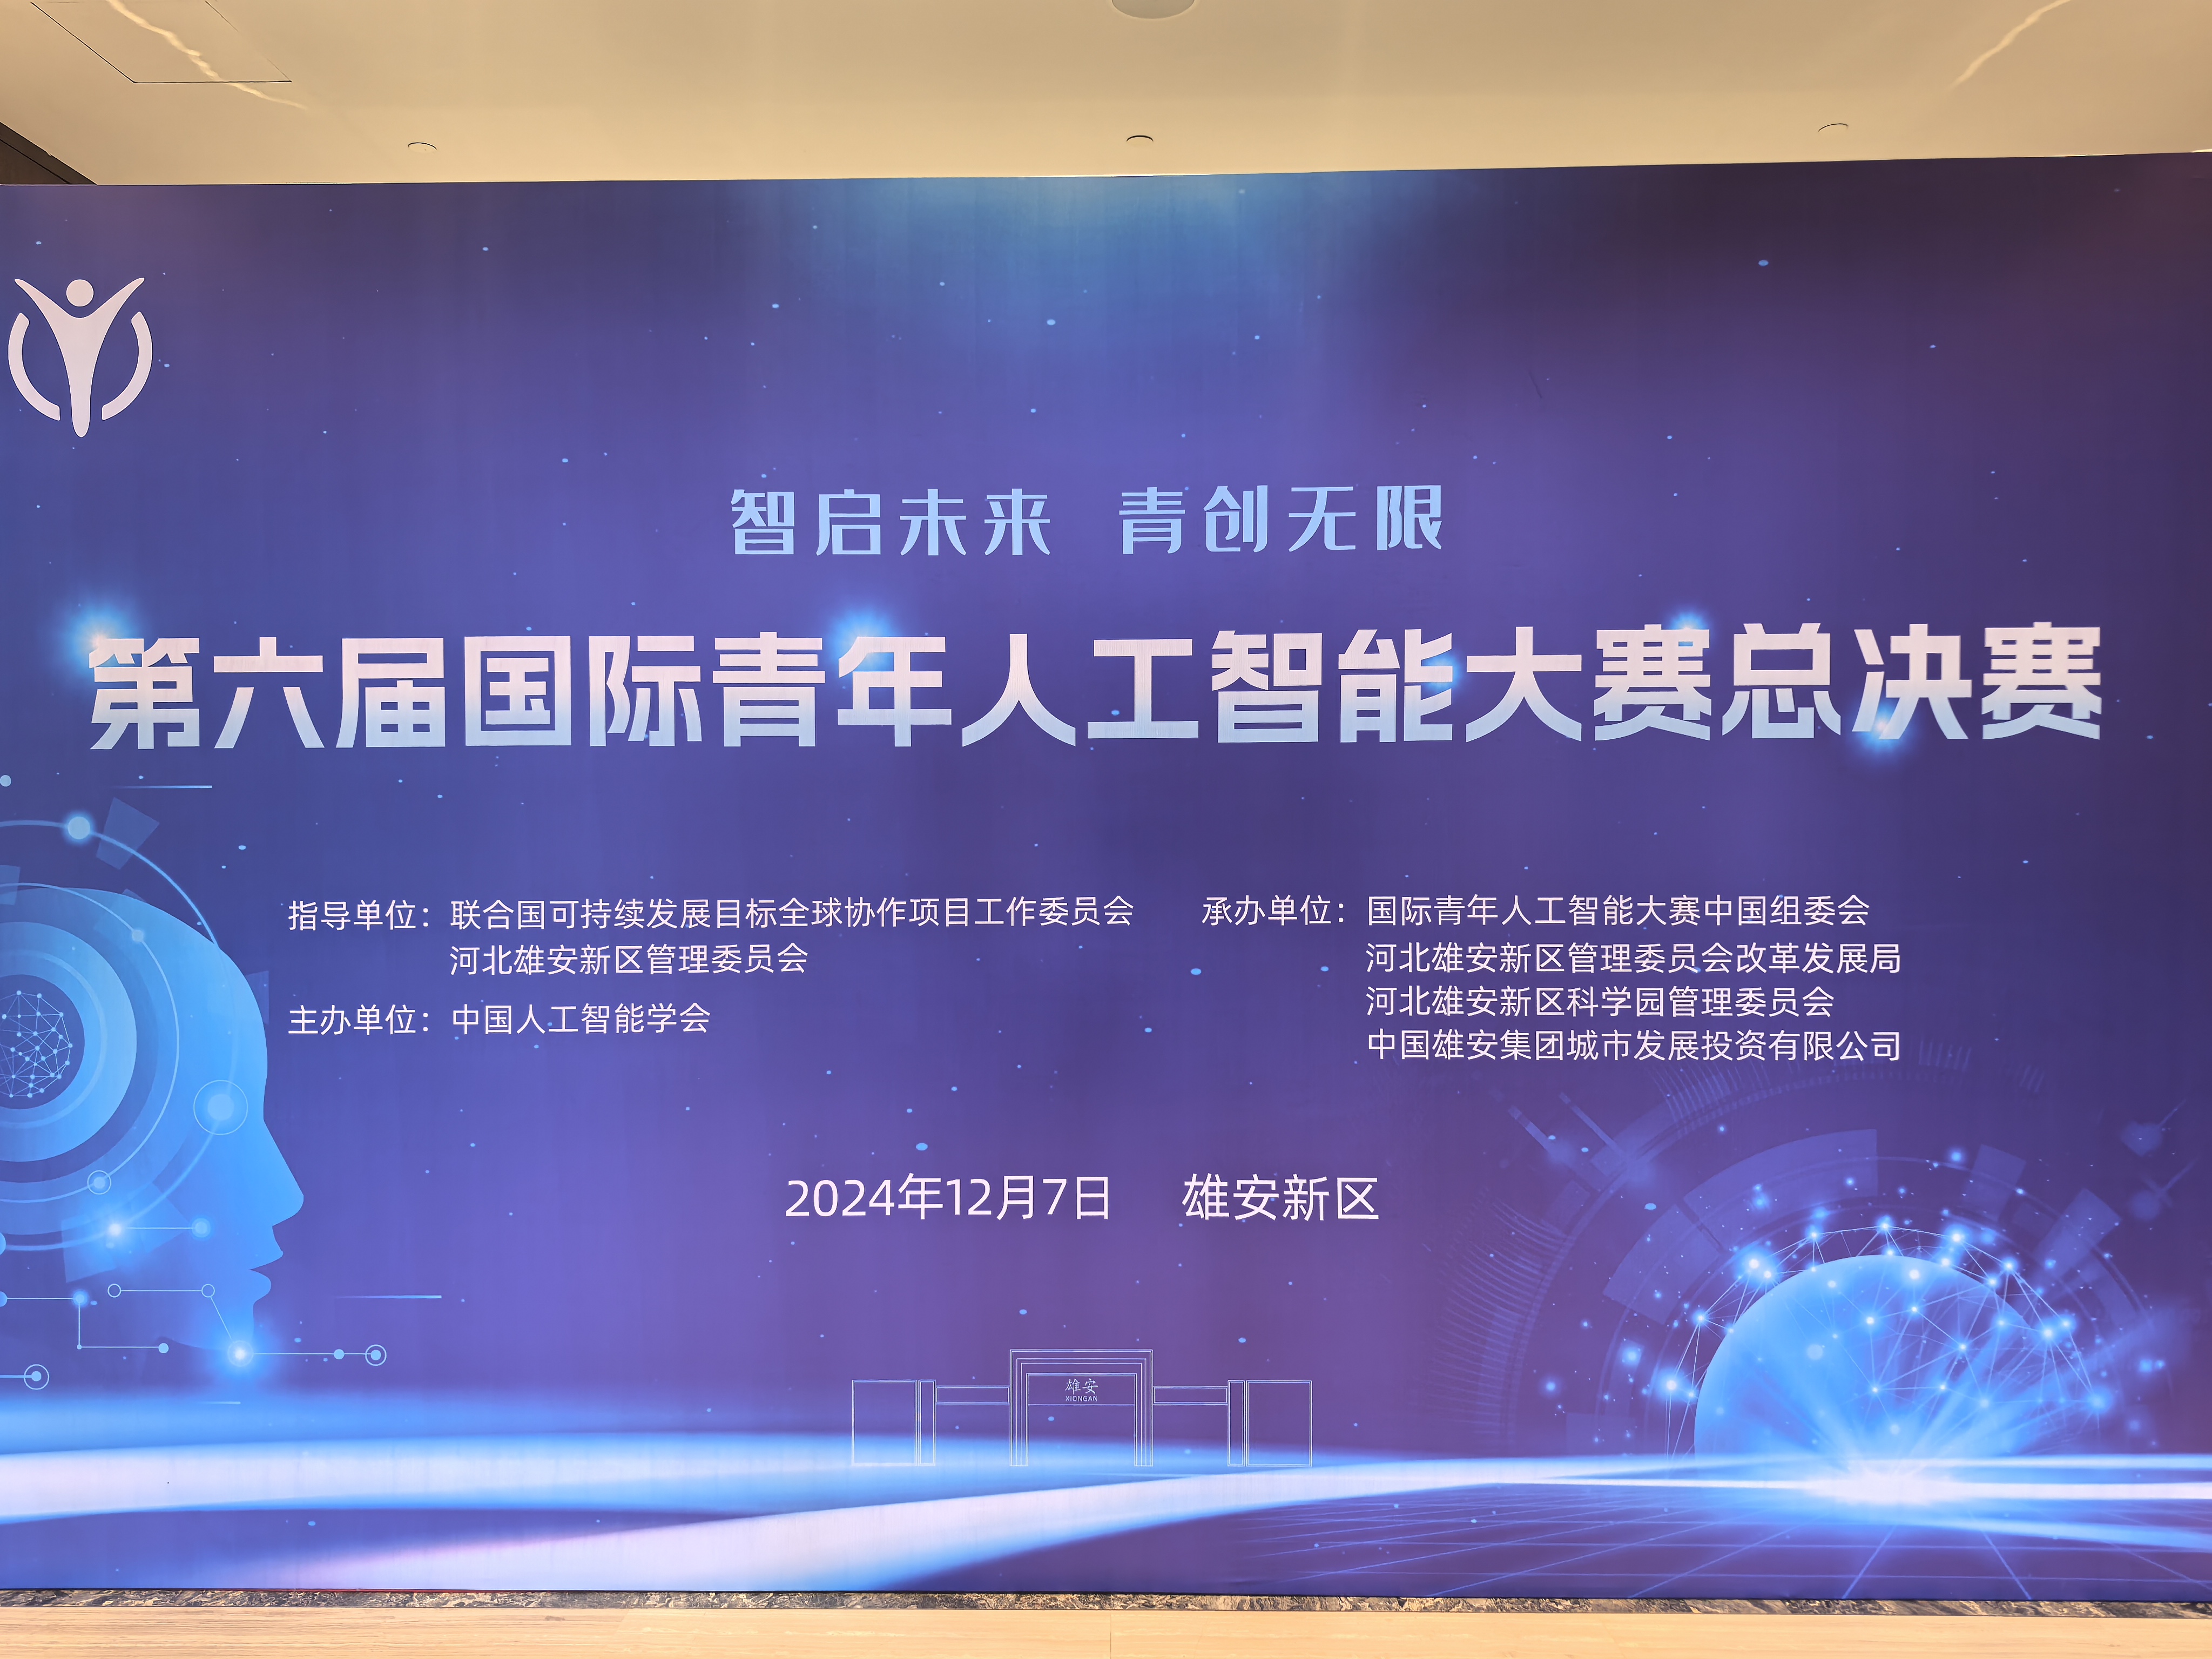 智启未来 青创无限
第六届国际青年人工智能大赛总决赛
指导单位：联合国可持续发展目标全球协作项目工作委员会
河北雄安新区管理委员会
主办单位：中国人工智能学会
承办单位：国际青年人工智能大赛中国组委会
河北雄安新区管理委员会改革发展局
河北雄安新区科学园管理委员会
中国雄安集团城市发展投资有限公司
2024年12月7日 雄安新区
雄安
XIONGAN